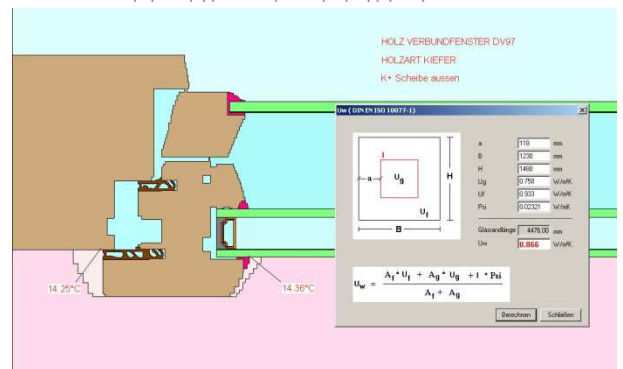 HOLZ VERBUNDFENSTER DV97
HOLZART KIEFER
K+ Scheibe aussen
Uw ( DIN EN ISO 10077-1)
a 118 mm
B 1230 mm
H 1480 mm
Ug 0.750 W/m²K
Uf 0.933 W/m²K
Psi 0.02321 W/mK
Glasrandlänge 4476.00 mm
Uw 0.866 W/m²K
l
a
Ug
H
Uf
B
Uw = Af * Uf + Ag * Ug + l * Psi
Af + Ag
Berechnen Schließen
14.25°C
14.36°C